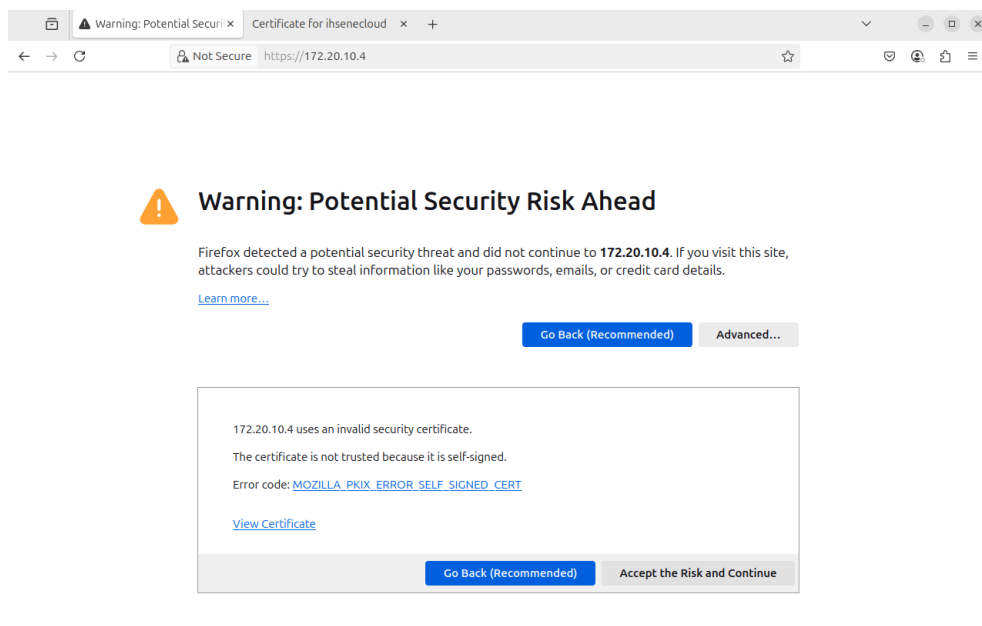 Warning: Potential Securi
Certificate for ihsenecloud
Not Secure https://172.20.10.4
Warning: Potential Security Risk Ahead
Firefox detected a potential security threat and did not continue to 172.20.10.4. If you visit this site,
attackers could try to steal information like your passwords, emails, or credit card details.
Learn more…
Go Back (Recommended)
Advanced…
172.20.10.4 uses an invalid security certificate.
The certificate is not trusted because it is self-signed.
Error code: MOZILLA_PKIX_ERROR_SELF_SIGNED_CERT
View Certificate
Go Back (Recommended)
Accept the Risk and Continue